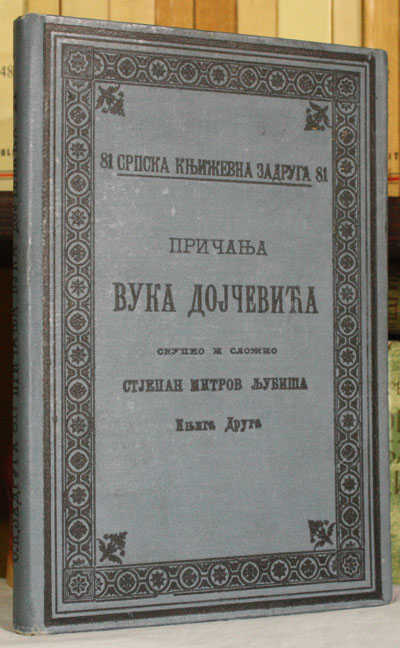 81 СРПСКА КЊИЖЕВНА ЗАДРУГА 81
ПРИЧАЊА
ВУКА ДОЈЧЕВИЋА
СКУПИО И СЛОЖИО
СТЈЕПАН МИТРОВ ЉУБИША
Књига Друга